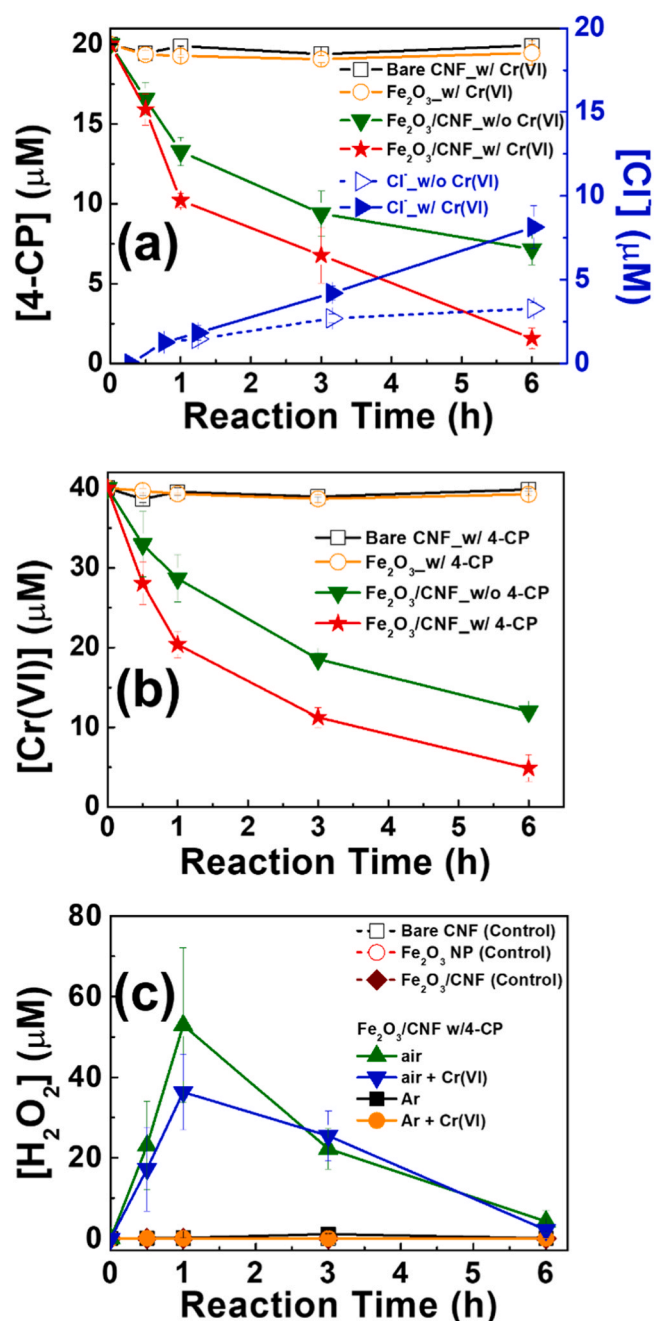 20
15
10
5
0
[4-CP] (μM)
(a)
Bare CNF_w/ Cr(VI)
Fe₂O₃_w/ Cr(VI)
Fe₂O₃/CNF_w/o Cr(VI)
Fe₂O₃/CNF_w/ Cr(VI)
Cl⁻_w/o Cr(VI)
Cl⁻_w/ Cr(VI)
20
15
10
5
0
[Cl⁻] (μM)
0 1 2 3 4 5 6
Reaction Time (h)
40
30
20
10
0
[Cr(VI)] (μM)
(b)
Bare CNF_w/ 4-CP
Fe₂O₃_w/ 4-CP
Fe₂O₃/CNF_w/o 4-CP
Fe₂O₃/CNF_w/ 4-CP
0 1 2 3 4 5 6
Reaction Time (h)
80
60
40
20
0
[H₂O₂] (μM)
(c)
Bare CNF (Control)
Fe₂O₃ NP (Control)
Fe₂O₃/CNF (Control)
Fe₂O₃/CNF w/4-CP
air
air + Cr(VI)
Ar
Ar + Cr(VI)
0 1 2 3 4 5 6
Reaction Time (h)